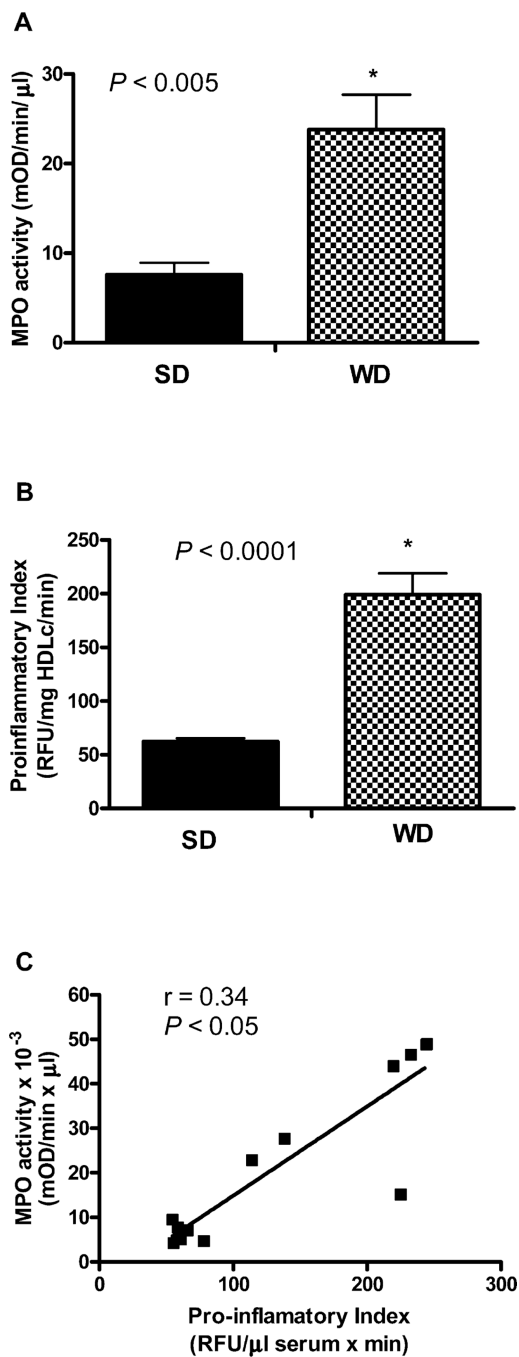 A
P < 0.005
*
MPO activity (mOD/min/ μl)
30
20
10
0
SD
WD
B
P < 0.0001
*
Proinflammatory Index
(RFU/mg HDLc/min)
250
200
150
100
50
0
SD
WD
C
r = 0.34
P < 0.05
MPO activity x 10-3
(mOD/min x μl)
60
50
40
30
20
10
0
0
100
200
300
Pro-inflamatory Index
(RFU/μl serum x min)